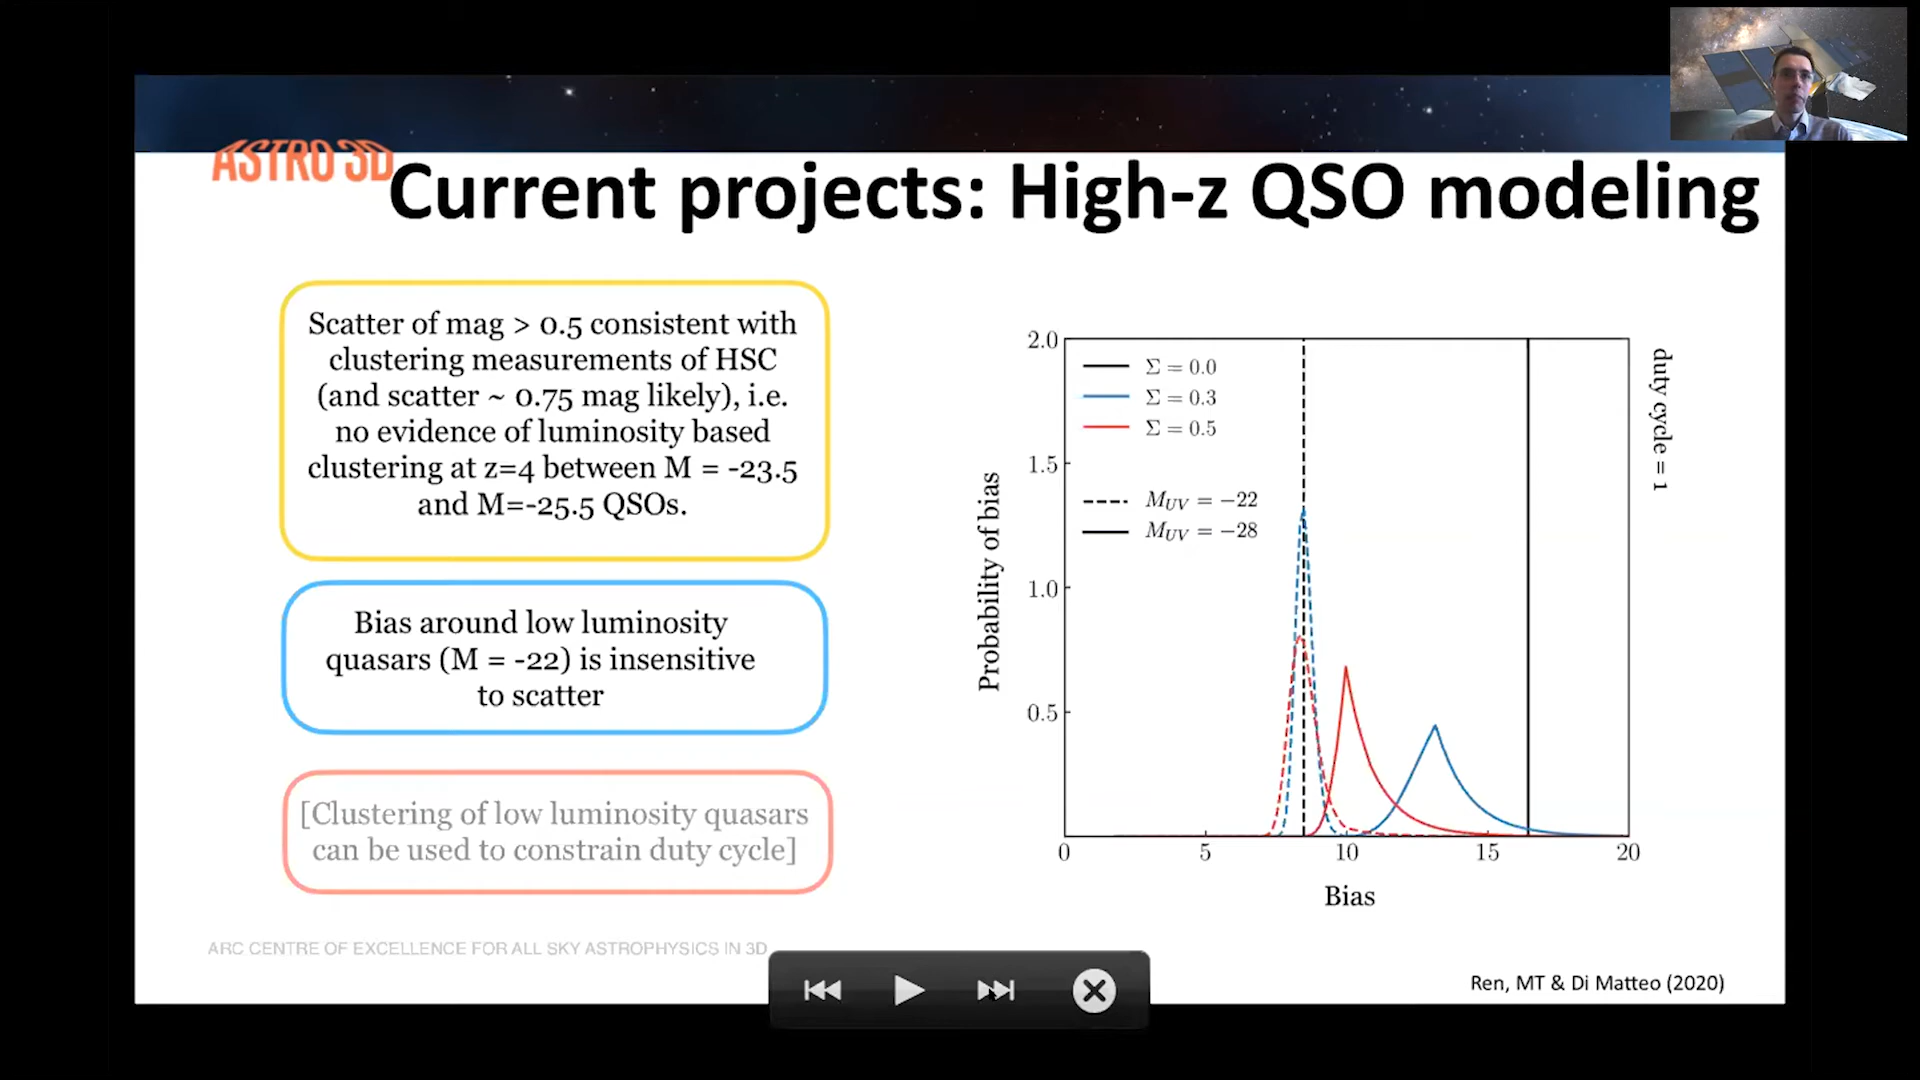 ASTRO 3D
Current projects: High-z QSO modeling
Scatter of mag > 0.5 consistent with
clustering measurements of HSC
(and scatter ~ 0.75 mag likely), i.e.
no evidence of luminosity based
clustering at z=4 between M = -23.5
and M=-25.5 QSOs.
Bias around low luminosity
quasars (M = -22) is insensitive
to scatter
[Clustering of low luminosity quasars
can be used to constrain duty cycle]
2.0
1.5
1.0
0.5
Probability of bias
Σ = 0.0
Σ = 0.3
Σ = 0.5
M_UV = −22
M_UV = −28
duty cycle = 1
0 5 10 15 20
Bias
ARC CENTRE OF EXCELLENCE FOR ALL SKY ASTROPHYSICS IN 3D
Ren, MT & Di Matteo (2020)